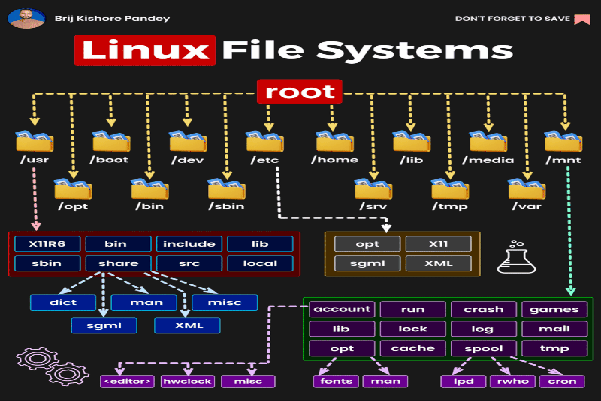 Brij Kishore Pandey
DON'T FORGET TO SAVE
Linux File Systems
root
/usr /boot /dev /etc /home /lib /media /mnt
/opt /bin /sbin /srv /tmp /var
X11R6 bin include lib
sbin share src local
opt X11
sgml XML
dict man misc
sgml XML
account run crash games
lib lock log mail
opt cache spool tmp
<editor> hwclock misc
fonts man
lpd rwho cron